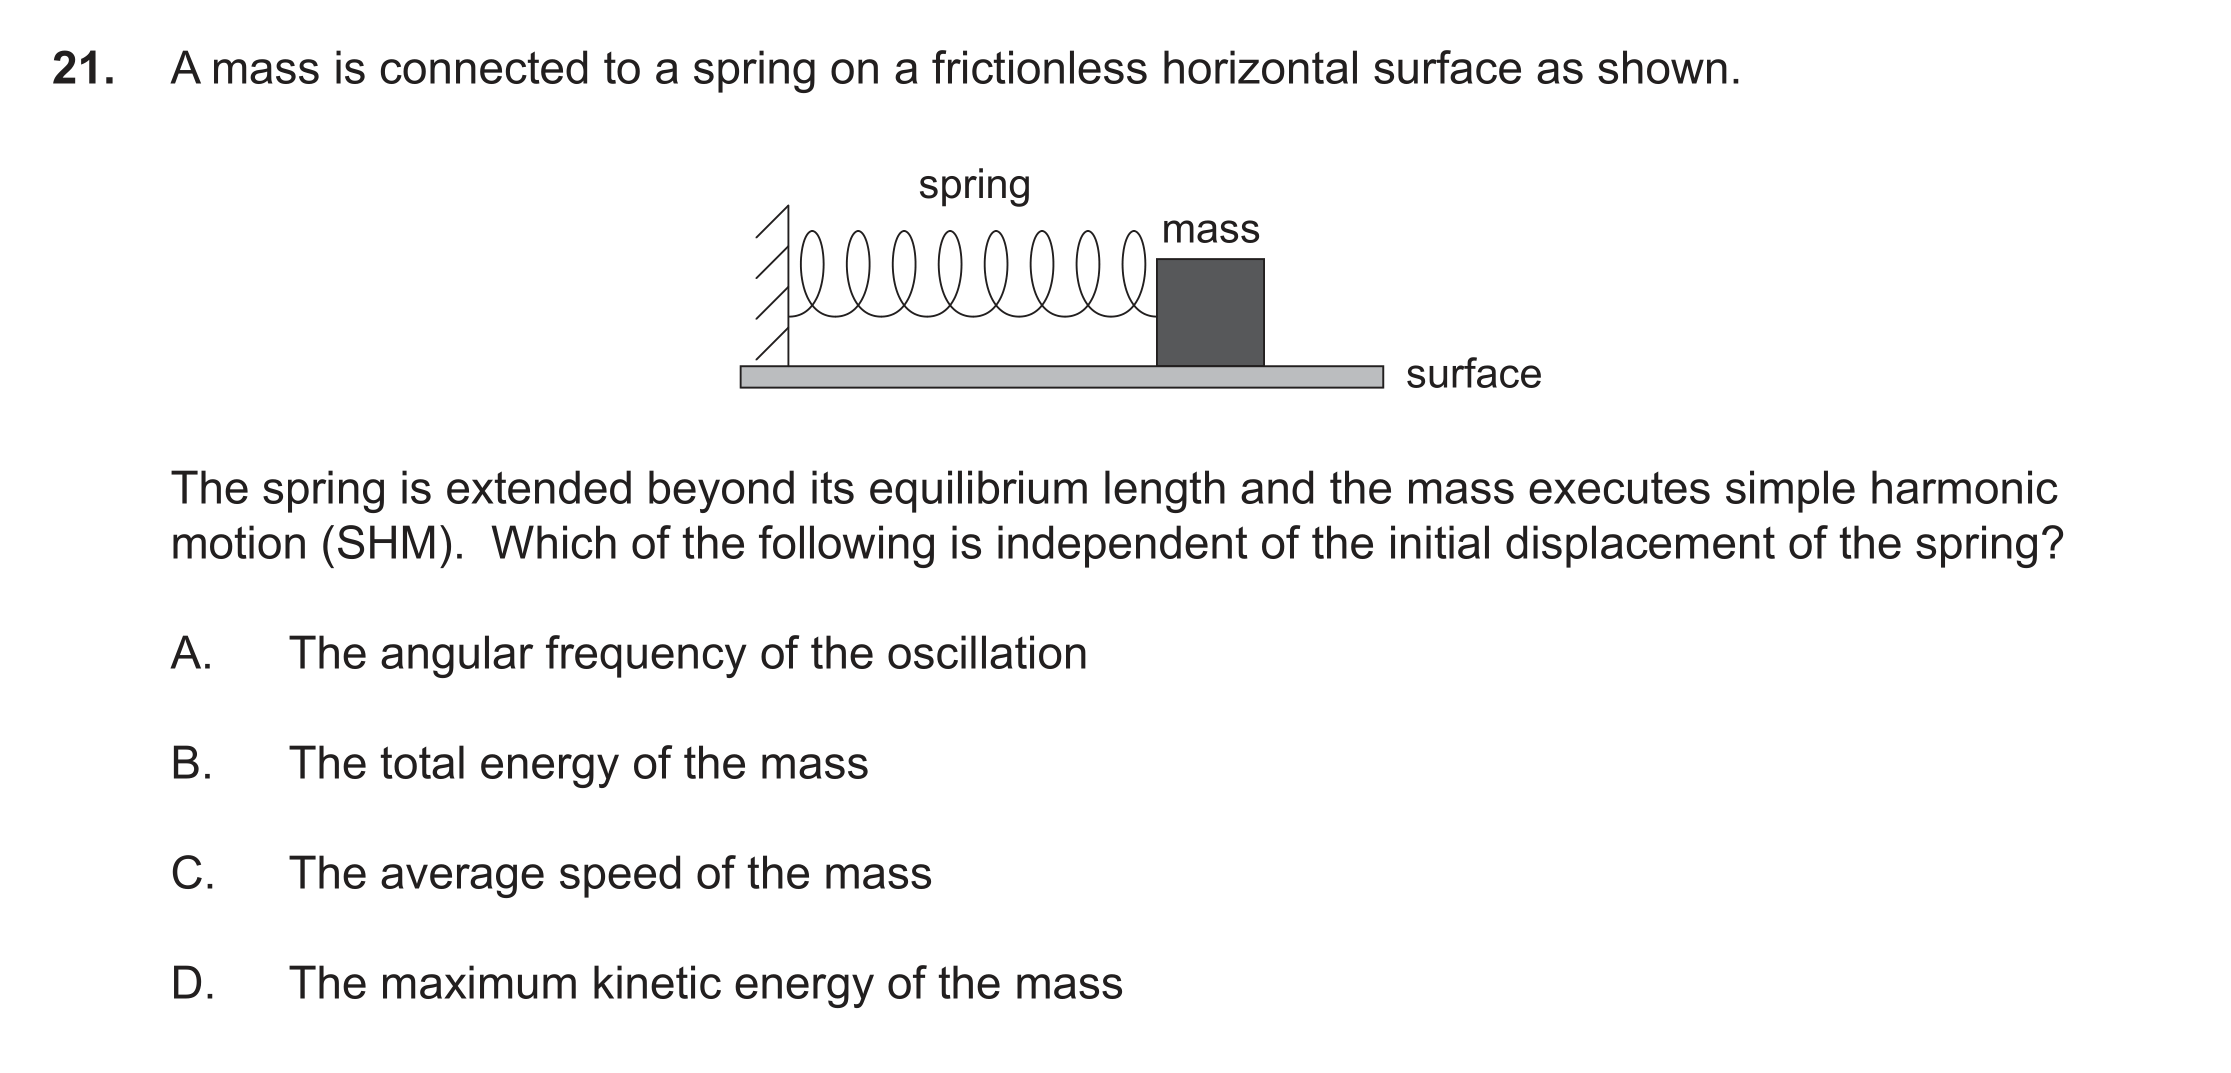 21. A mass is connected to a spring on a frictionless horizontal surface as shown.
spring
mass
surface
The spring is extended beyond its equilibrium length and the mass executes simple harmonic
motion (SHM). Which of the following is independent of the initial displacement of the spring?
A. The angular frequency of the oscillation
B. The total energy of the mass
C. The average speed of the mass
D. The maximum kinetic energy of the mass